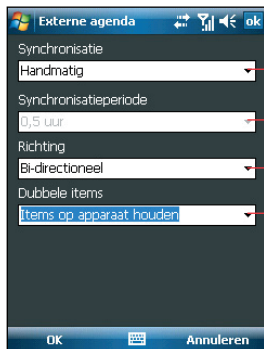 Externe agenda ok
Synchronisatie
Handmatig
Synchronisatieperiode
0,5 uur
Richting
Bi-directioneel
Dubbele items
Items op apparaat houden
OK Annuleren